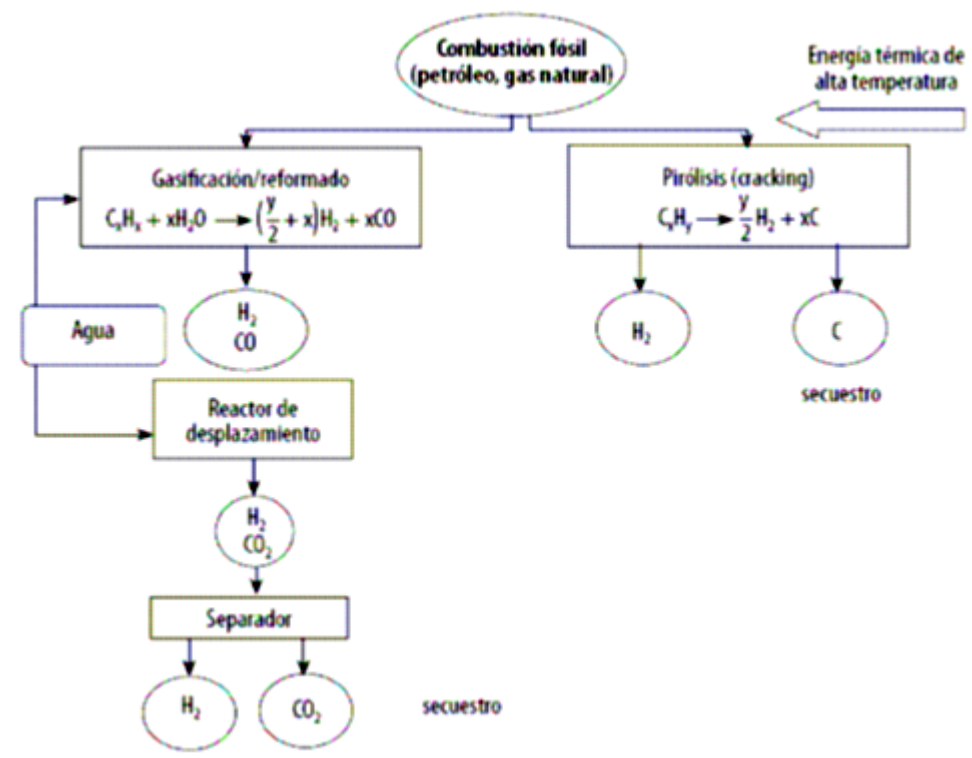 Combustión fósil
(petróleo, gas natural)
Energía térmica de
alta temperatura
Gasificación/reformado
CₓHₓ + xH₂O ⟶ (y/2 + x)H₂ + xCO
Pirólisis (cracking)
CₓHᵧ ⟶ y/2 H₂ + xC
Agua
H₂
CO
H₂
C
secuestro
Reactor de
desplazamiento
H₂
CO₂
Separador
H₂
CO₂
secuestro